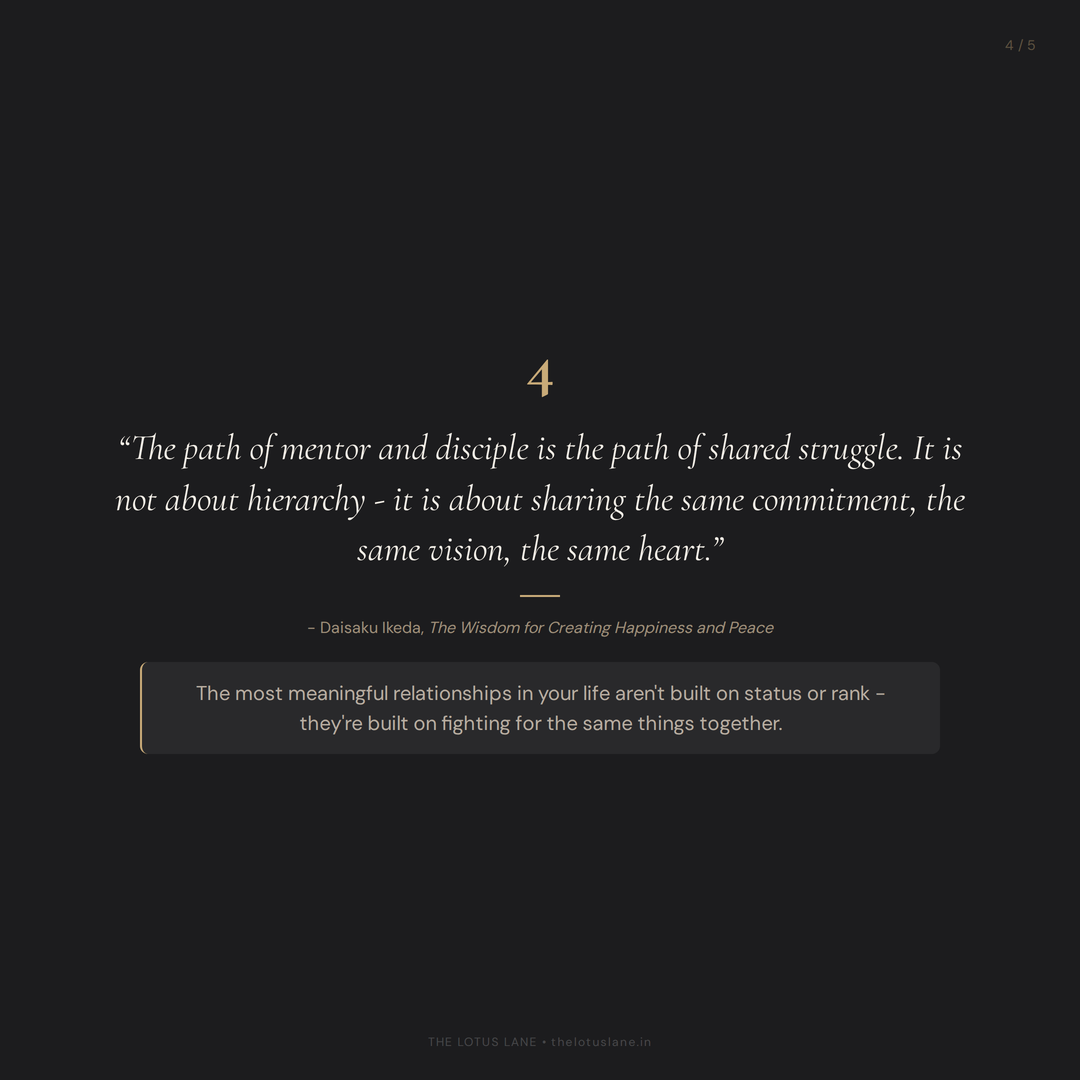 4 / 5
4
“The path of mentor and disciple is the path of shared struggle. It is
not about hierarchy - it is about sharing the same commitment, the
same vision, the same heart.”
- Daisaku Ikeda, The Wisdom for Creating Happiness and Peace
The most meaningful relationships in your life aren't built on status or rank -
they're built on fighting for the same things together.
THE LOTUS LANE • thelotuslane.in